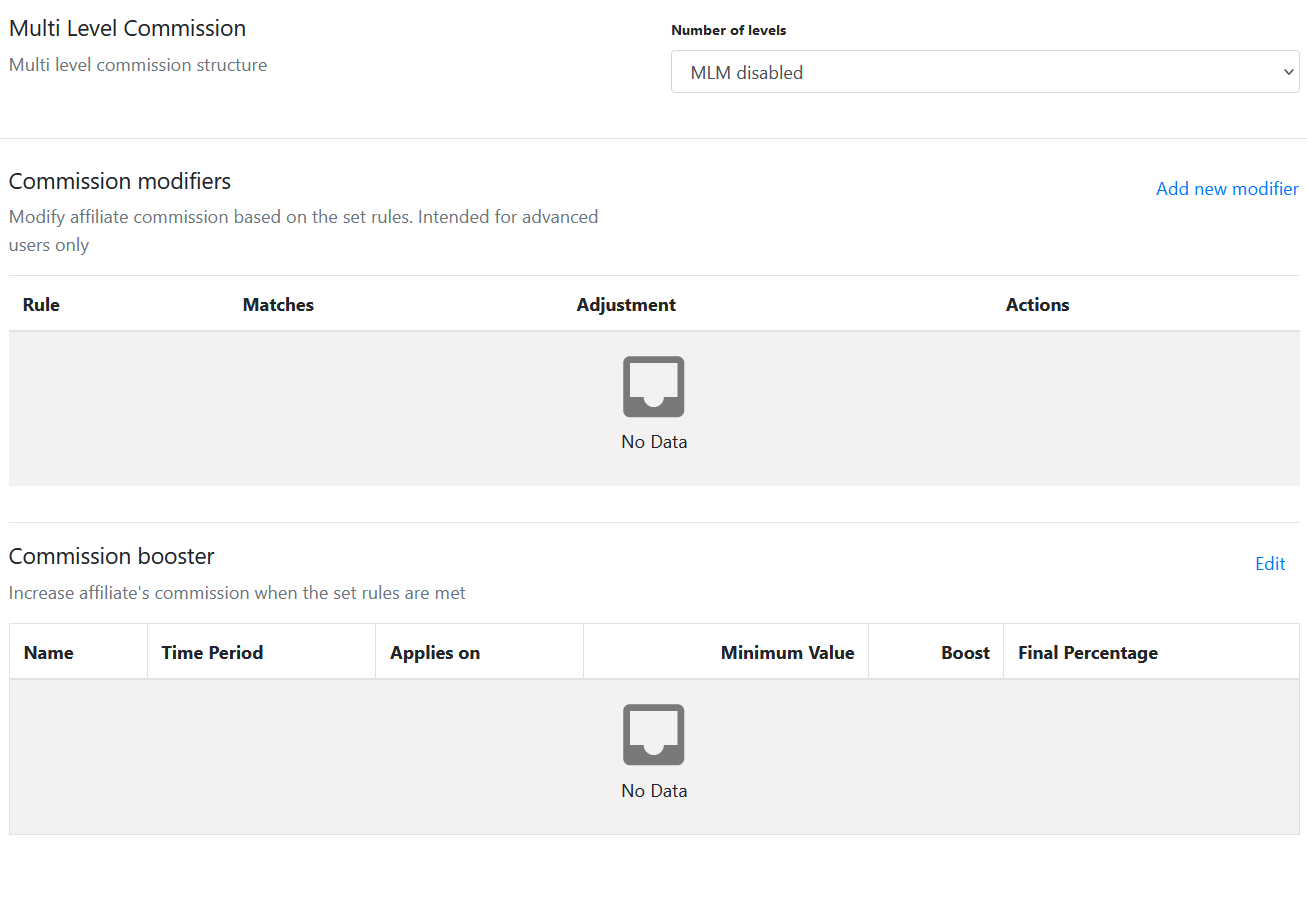 Multi Level Commission
Multi level commission structure
Number of levels
MLM disabled
Commission modifiers
Add new modifier
Modify affiliate commission based on the set rules. Intended for advanced
users only
Rule Matches Adjustment Actions
No Data
Commission booster
Edit
Increase affiliate's commission when the set rules are met
Name Time Period Applies on Minimum Value Boost Final Percentage
No Data